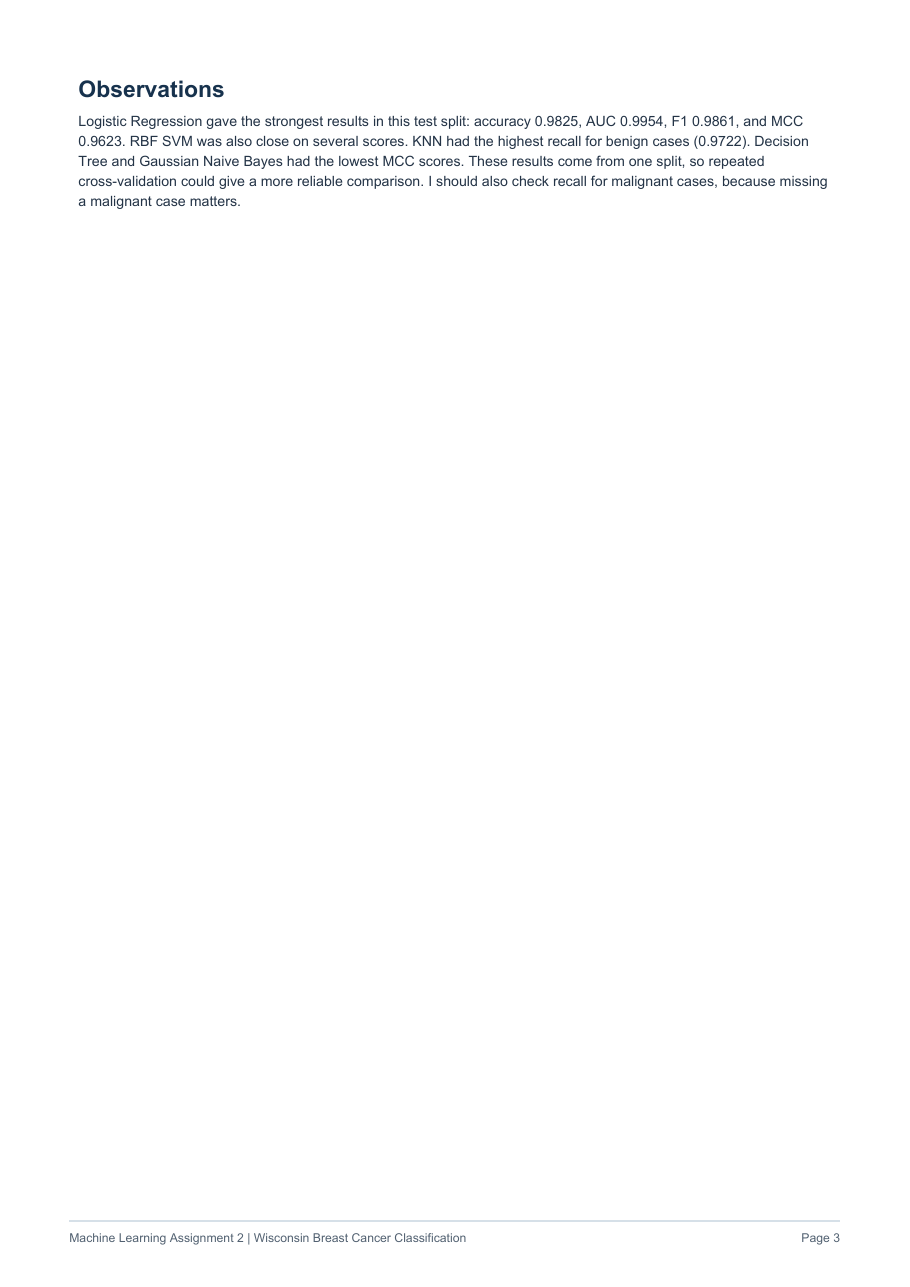 Observations
Logistic Regression gave the strongest results in this test split: accuracy 0.9825, AUC 0.9954, F1 0.9861, and MCC
0.9623. RBF SVM was also close on several scores. KNN had the highest recall for benign cases (0.9722). Decision
Tree and Gaussian Naive Bayes had the lowest MCC scores. These results come from one split, so repeated
cross-validation could give a more reliable comparison. I should also check recall for malignant cases, because missing
a malignant case matters.
Machine Learning Assignment 2 | Wisconsin Breast Cancer Classification
Page 3